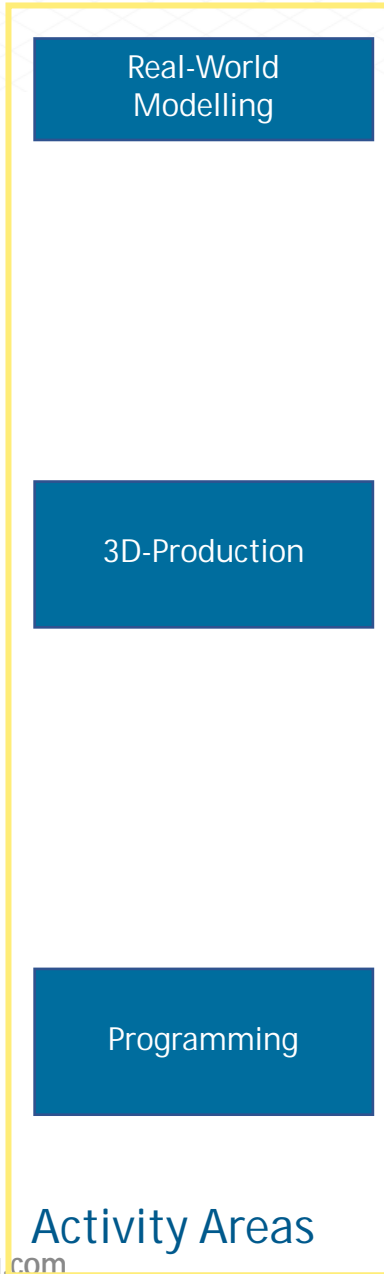 Real-World
Modelling
3D-Production
Programming
Activity Areas
.com